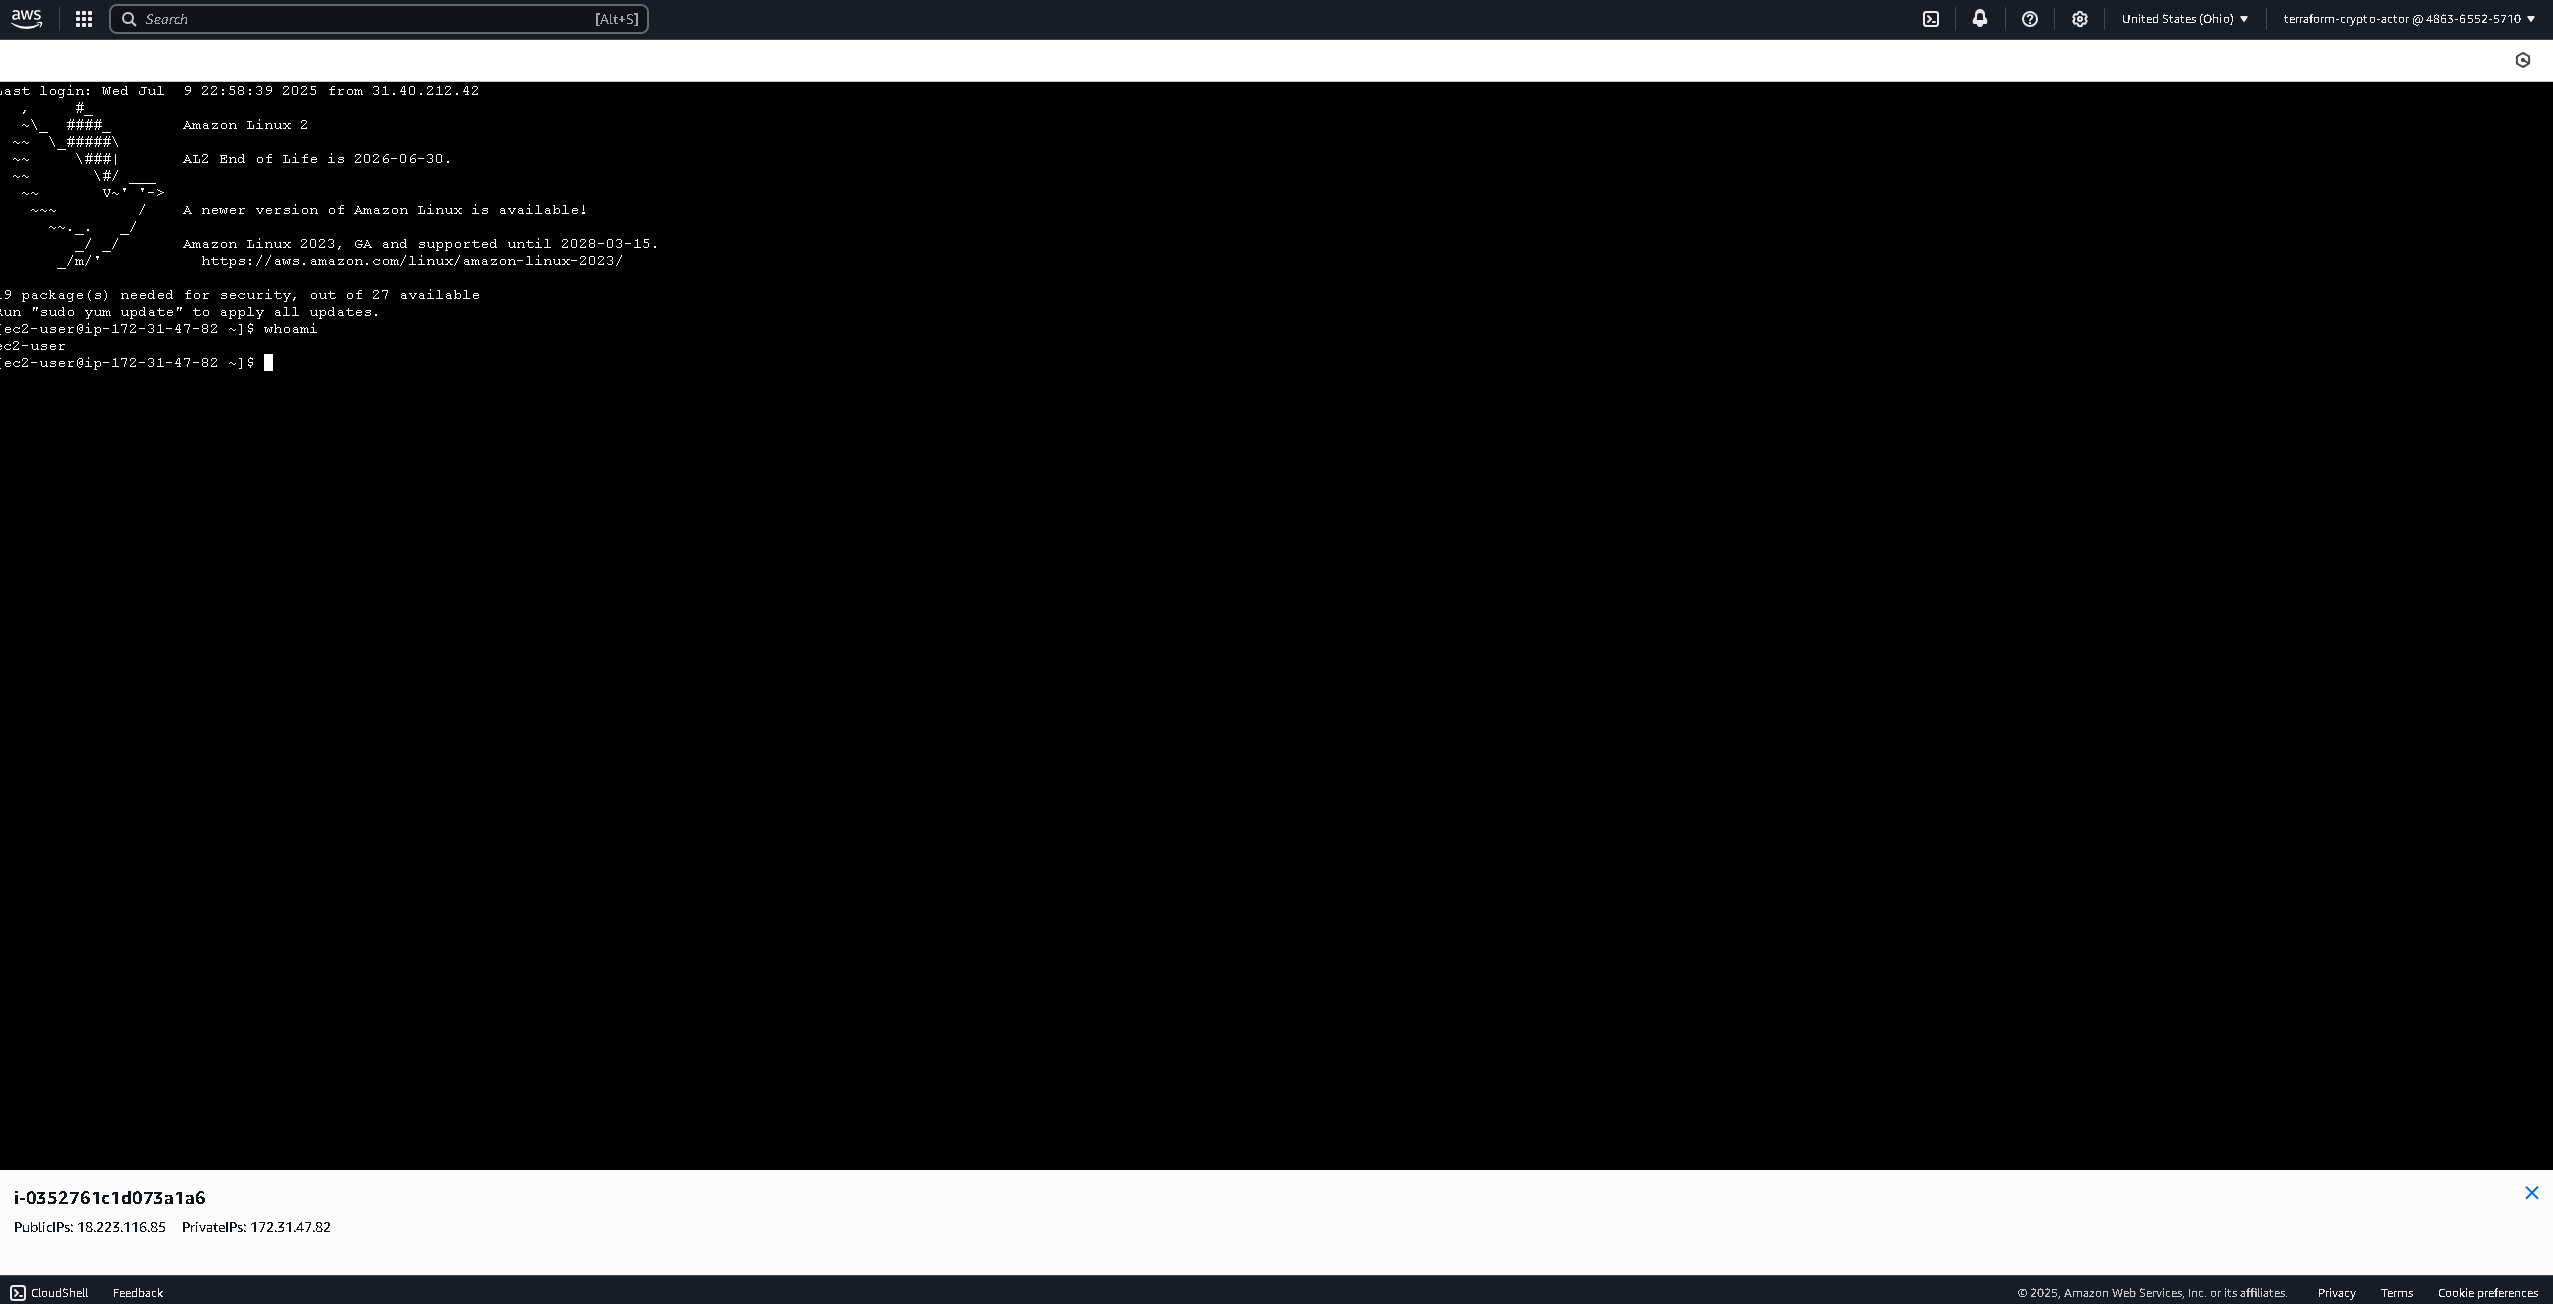 aws
Search [Alt+S]
United States (Ohio)
terraform-crypto-actor @ 4863-6552-5710
ast login: Wed Jul  9 22:58:39 2025 from 31.40.212.42
   ,     #_
   ~\_  ####_        Amazon Linux 2
  ~~  \_#####\
  ~~     \###|       AL2 End of Life is 2026-06-30.
  ~~       \#/ ___
   ~~       V~' '->
    ~~~         /    A newer version of Amazon Linux is available!
      ~~._.   _/
         _/ _/       Amazon Linux 2023, GA and supported until 2028-03-15.
       _/m/'           https://aws.amazon.com/linux/amazon-linux-2023/
9 package(s) needed for security, out of 27 available
un "sudo yum update" to apply all updates.
[ec2-user@ip-172-31-47-82 ~]$ whoami
ec2-user
[ec2-user@ip-172-31-47-82 ~]$
i-0352761c1d073a1a6
PublicIPs: 18.223.116.85 PrivateIPs: 172.31.47.82
CloudShell Feedback © 2025, Amazon Web Services, Inc. or its affiliates. Privacy Terms Cookie preferences